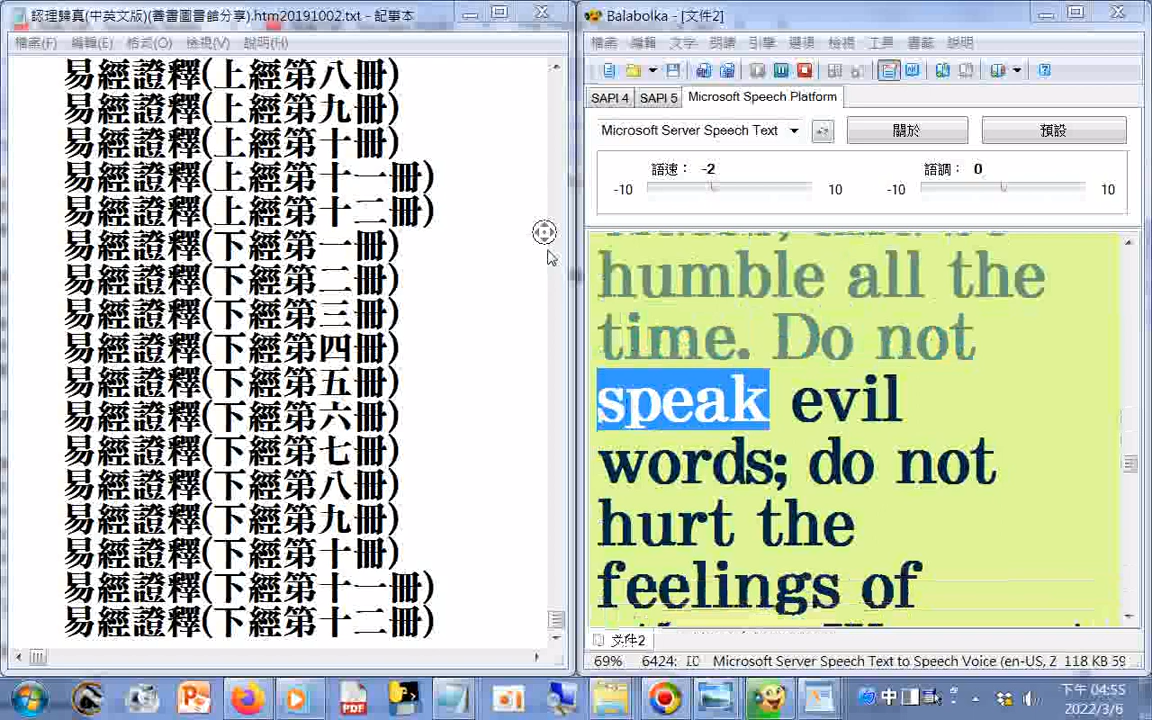 認理歸真(中英文版)(善書圖書館分享).htm20191002.txt - 記事本
檔案(F) 編輯(E) 格式(O) 檢視(V) 說明(H)
易經證釋(上經第八冊)
易經證釋(上經第九冊)
易經證釋(上經第十冊)
易經證釋(上經第十一冊)
易經證釋(上經第十二冊)
易經證釋(下經第一冊)
易經證釋(下經第二冊)
易經證釋(下經第三冊)
易經證釋(下經第四冊)
易經證釋(下經第五冊)
易經證釋(下經第六冊)
易經證釋(下經第七冊)
易經證釋(下經第八冊)
易經證釋(下經第九冊)
易經證釋(下經第十冊)
易經證釋(下經第十一冊)
易經證釋(下經第十二冊)
Balabolka - [文件2]
檔案 編輯 文字 朗讀 引擎 選項 檢視 工具 書籤 說明
SAPI 4 SAPI 5 Microsoft Speech Platform
Microsoft Server Speech Text 關於 預設
語速： -2 語調： 0
-10 10 -10 10
humble all the
time. Do not
speak evil
words; do not
hurt the
feelings of
文件2
69% 6424: Microsoft Server Speech Text to Speech Voice (en-US, Z 118 KB 59
PDF 中 下午 04:55
2022/3/6